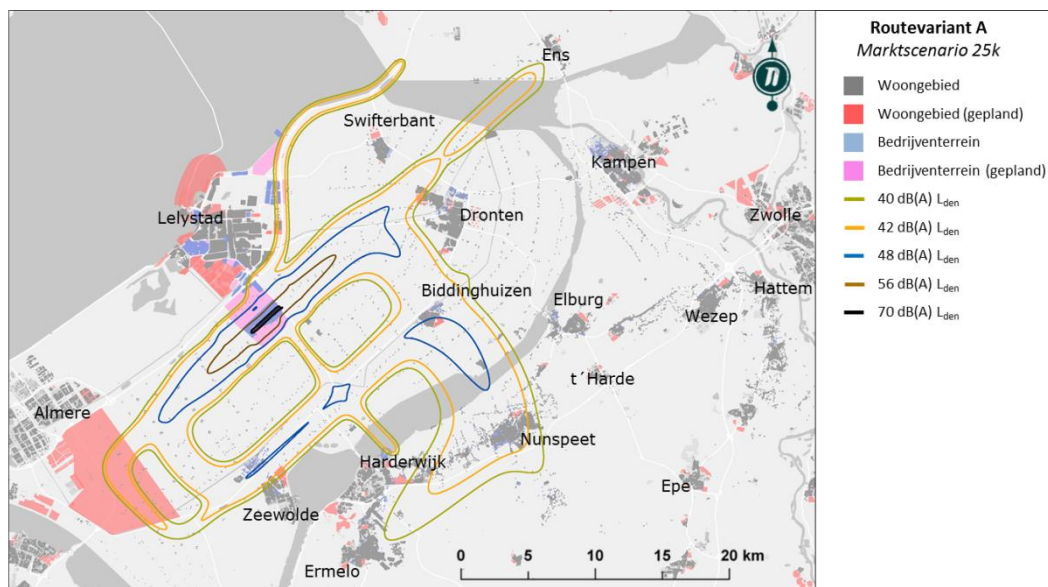 Ens
Swifterbant
Kampen
Lelystad
Dronten
Zwolle
Biddinghuizen
Elburg
Hattem
Wezep
t´Harde
Almere
Nunspeet
Harderwijk
Epe
Zeewolde
Ermelo
0 5 10 15 20 km
Routevariant A
Marktscenario 25k
N
Woongebied
Woongebied (gepland)
Bedrijventerrein
Bedrijventerrein (gepland)
40 dB(A) Lden
42 dB(A) Lden
48 dB(A) Lden
56 dB(A) Lden
70 dB(A) Lden